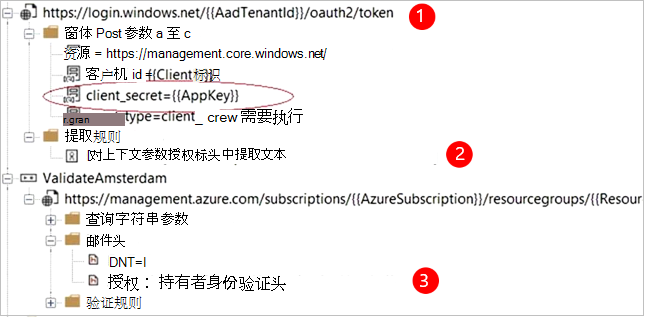 https://login.windows.net/{{AadTenantId}}/oauth2/token
1
窗体 Post 参数 a 至 c
资源 = https://management.core.windows.net/
客户机 id f{{Client标识
client_secret={{AppKey}}
r.gran type=client_ crew 需要执行
提取规则
2
[对上下文参数授权标头中提取文本
ValidateAmsterdam
https://management.azure.com/subscriptions/{{AzureSubscription}}/resourcegroups/{{Resour
查询字符串参数
邮件头
DNT=I
3
授权： 持有者身份验证头
验证规则